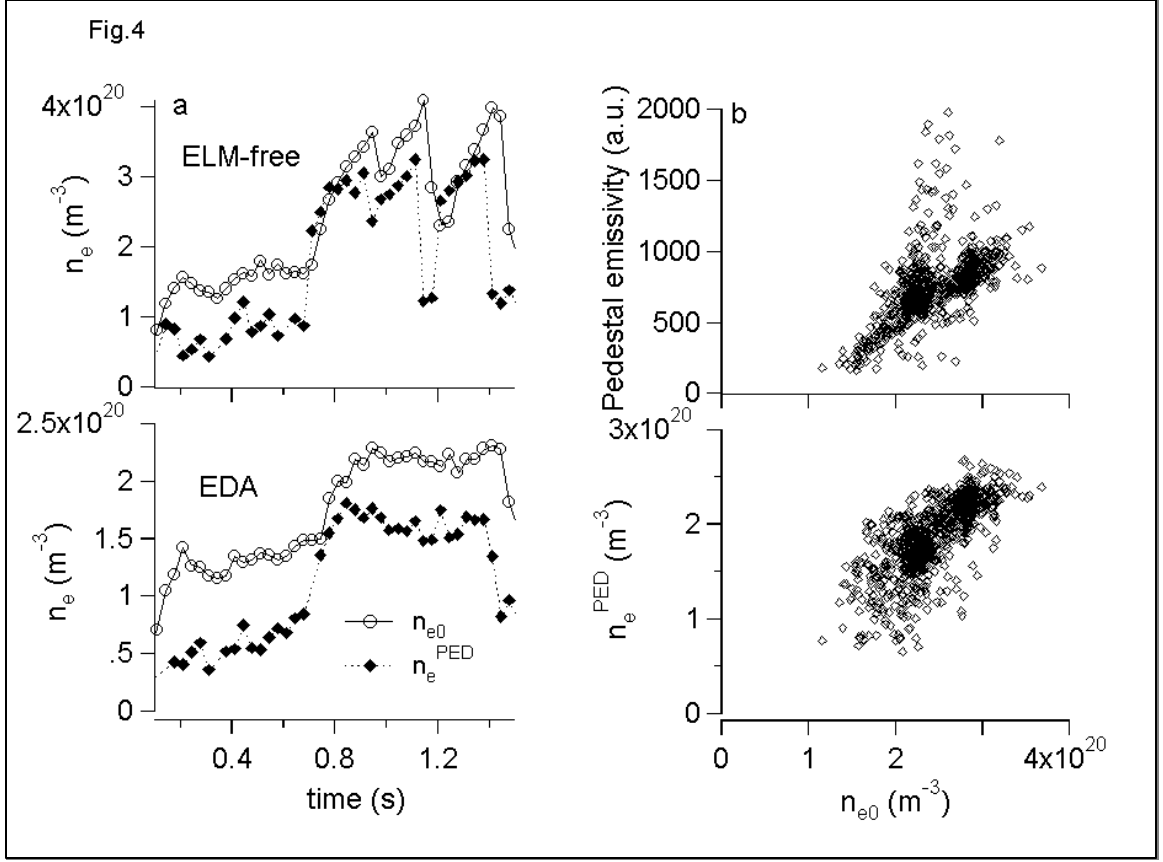 Fig.4
a
ELM-free
4x10^20
3
2
1
0
n_e (m^-3)
EDA
2.5x10^20
2
1.5
1
.5
0
n_e (m^-3)
n_e0
n_e^PED
0.4
0.8
1.2
time (s)
b
2000
1500
1000
500
0
Pedestal emissivity (a.u.)
3x10^20
2
1
0
n_e^PED (m^-3)
0
1
2
4x10^20
n_e0 (m^-3)